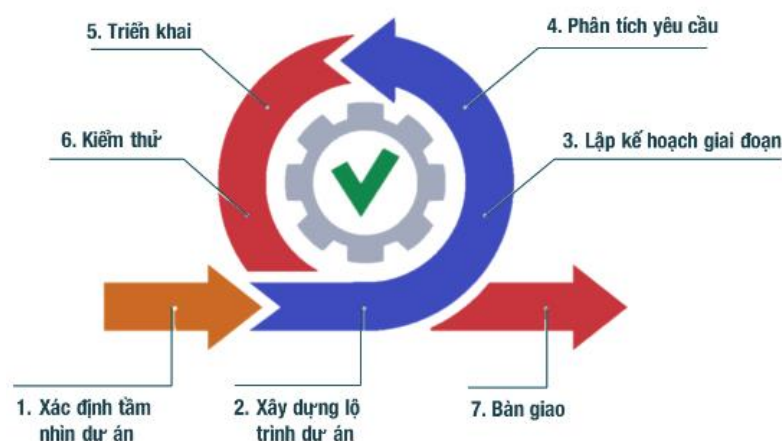 5. Triển khai
4. Phân tích yêu cầu
6. Kiểm thử
3. Lập kế hoạch giai đoạn
1. Xác định tầm
nhìn dự án
2. Xây dựng lộ
trình dự án
7. Bàn giao